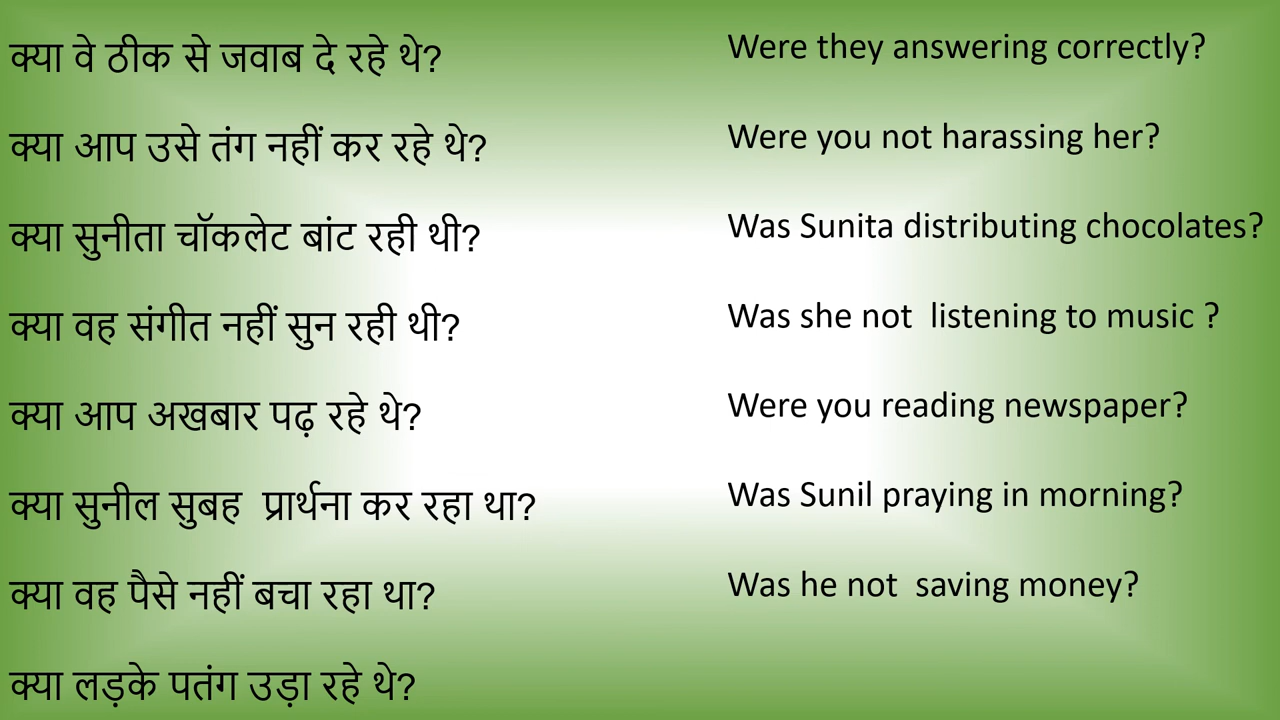 क्या वे ठीक से जवाब दे रहे थे? Were they answering correctly?
क्या आप उसे तंग नहीं कर रहे थे? Were you not harassing her?
क्या सुनीता चॉकलेट बांट रही थी? Was Sunita distributing chocolates?
क्या वह संगीत नहीं सुन रही थी? Was she not  listening to music ?
क्या आप अखबार पढ़ रहे थे? Were you reading newspaper?
क्या सुनील सुबह  प्रार्थना कर रहा था? Was Sunil praying in morning?
क्या वह पैसे नहीं बचा रहा था? Was he not  saving money?
क्या लड़के पतंग उड़ा रहे थे?